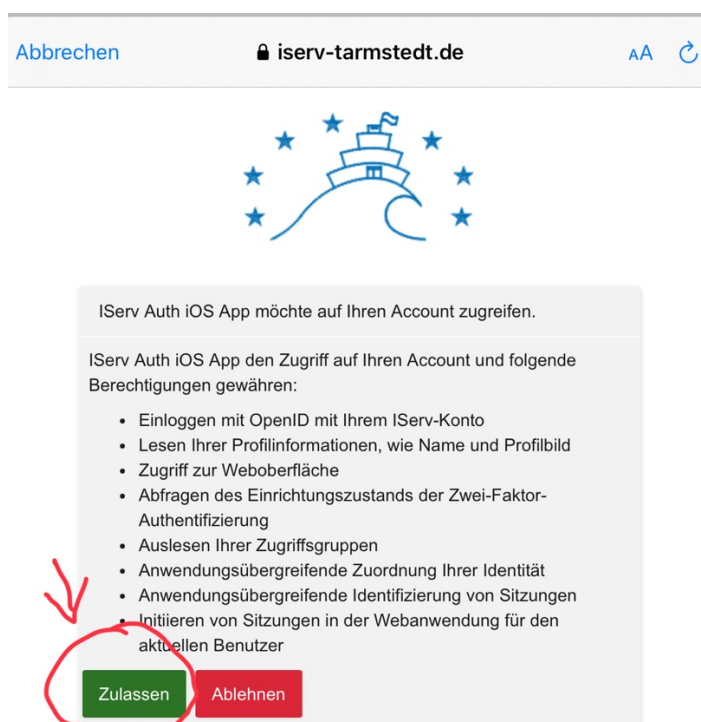 Abbrechen iserv-tarmstedt.de AA
IServ Auth iOS App möchte auf Ihren Account zugreifen.
IServ Auth iOS App den Zugriff auf Ihren Account und folgende
Berechtigungen gewähren:
• Einloggen mit OpenID mit Ihrem IServ-Konto
• Lesen Ihrer Profilinformationen, wie Name und Profilbild
• Zugriff zur Weboberfläche
• Abfragen des Einrichtungszustands der Zwei-Faktor-
Authentifizierung
• Auslesen Ihrer Zugriffsgruppen
• Anwendungsübergreifende Zuordnung Ihrer Identität
• Anwendungsübergreifende Identifizierung von Sitzungen
• Initiieren von Sitzungen in der Webanwendung für den
aktuellen Benutzer
Zulassen Ablehnen